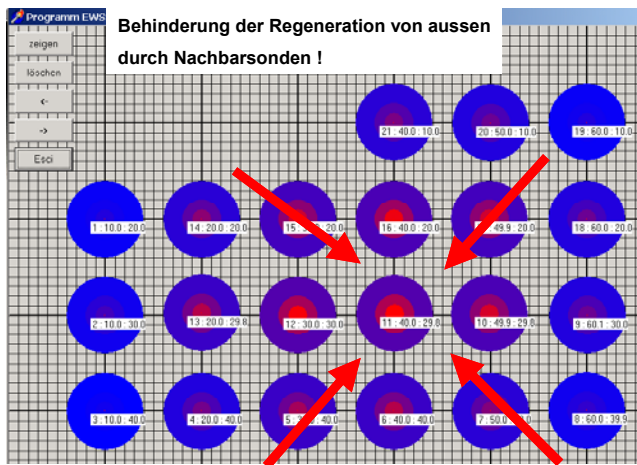 Programm EWS
Behinderung der Regeneration von aussen
durch Nachbarsonden !
zeigen
löschen
<-
->
Esci
21 : 40.0 : 10.0
20 : 50.0 : 10.0
19 : 60.0 : 10.0
1 : 10.0 : 20.0
14 : 20.0 : 20.0
15 : 20.0
16 : 40.0 : 20.0
49.9 : 20.0
18 : 60.0 : 20.0
2 : 10.0 : 30.0
13 : 20.0 : 29.8
12 : 30.0 : 30.0
11 : 40.0 : 29.8
10 : 49.9 : 29.8
9 : 60.1 : 30.0
3 : 10.0 : 40.0
4 : 20.0 : 40.0
5 : 40.0
6 : 40.0 : 40.0
7 : 50.0
8 : 60.0 : 39.9